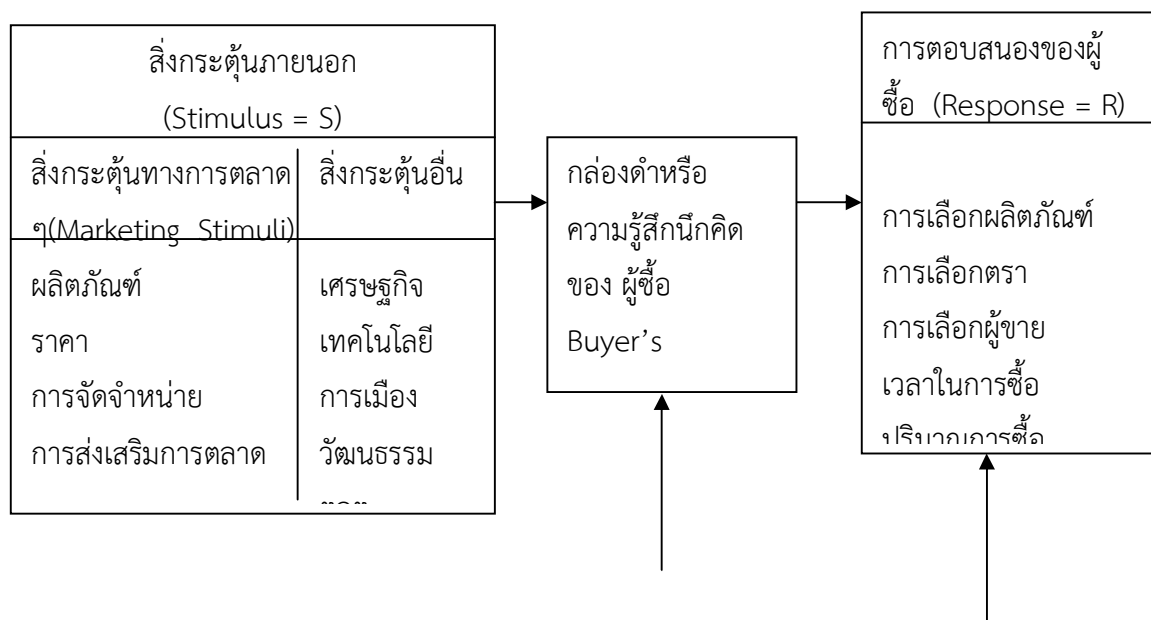 สิ่งกระตุ้นภายนอก
(Stimulus = S)
สิ่งกระตุ้นทางการตลาด
ๆ(Marketing Stimuli)
สิ่งกระตุ้นอื่น
ผลิตภัณฑ์
ราคา
การจัดจำหน่าย
การส่งเสริมการตลาด
เศรษฐกิจ
เทคโนโลยี
การเมือง
วัฒนธรรม
กล่องดำหรือ
ความรู้สึกนึกคิด
ของ ผู้ซื้อ
Buyer's
การตอบสนองของผู้
ซื้อ (Response = R)
การเลือกผลิตภัณฑ์
การเลือกตรา
การเลือกผู้ขาย
เวลาในการซื้อ
ปริมาณการซื้อ